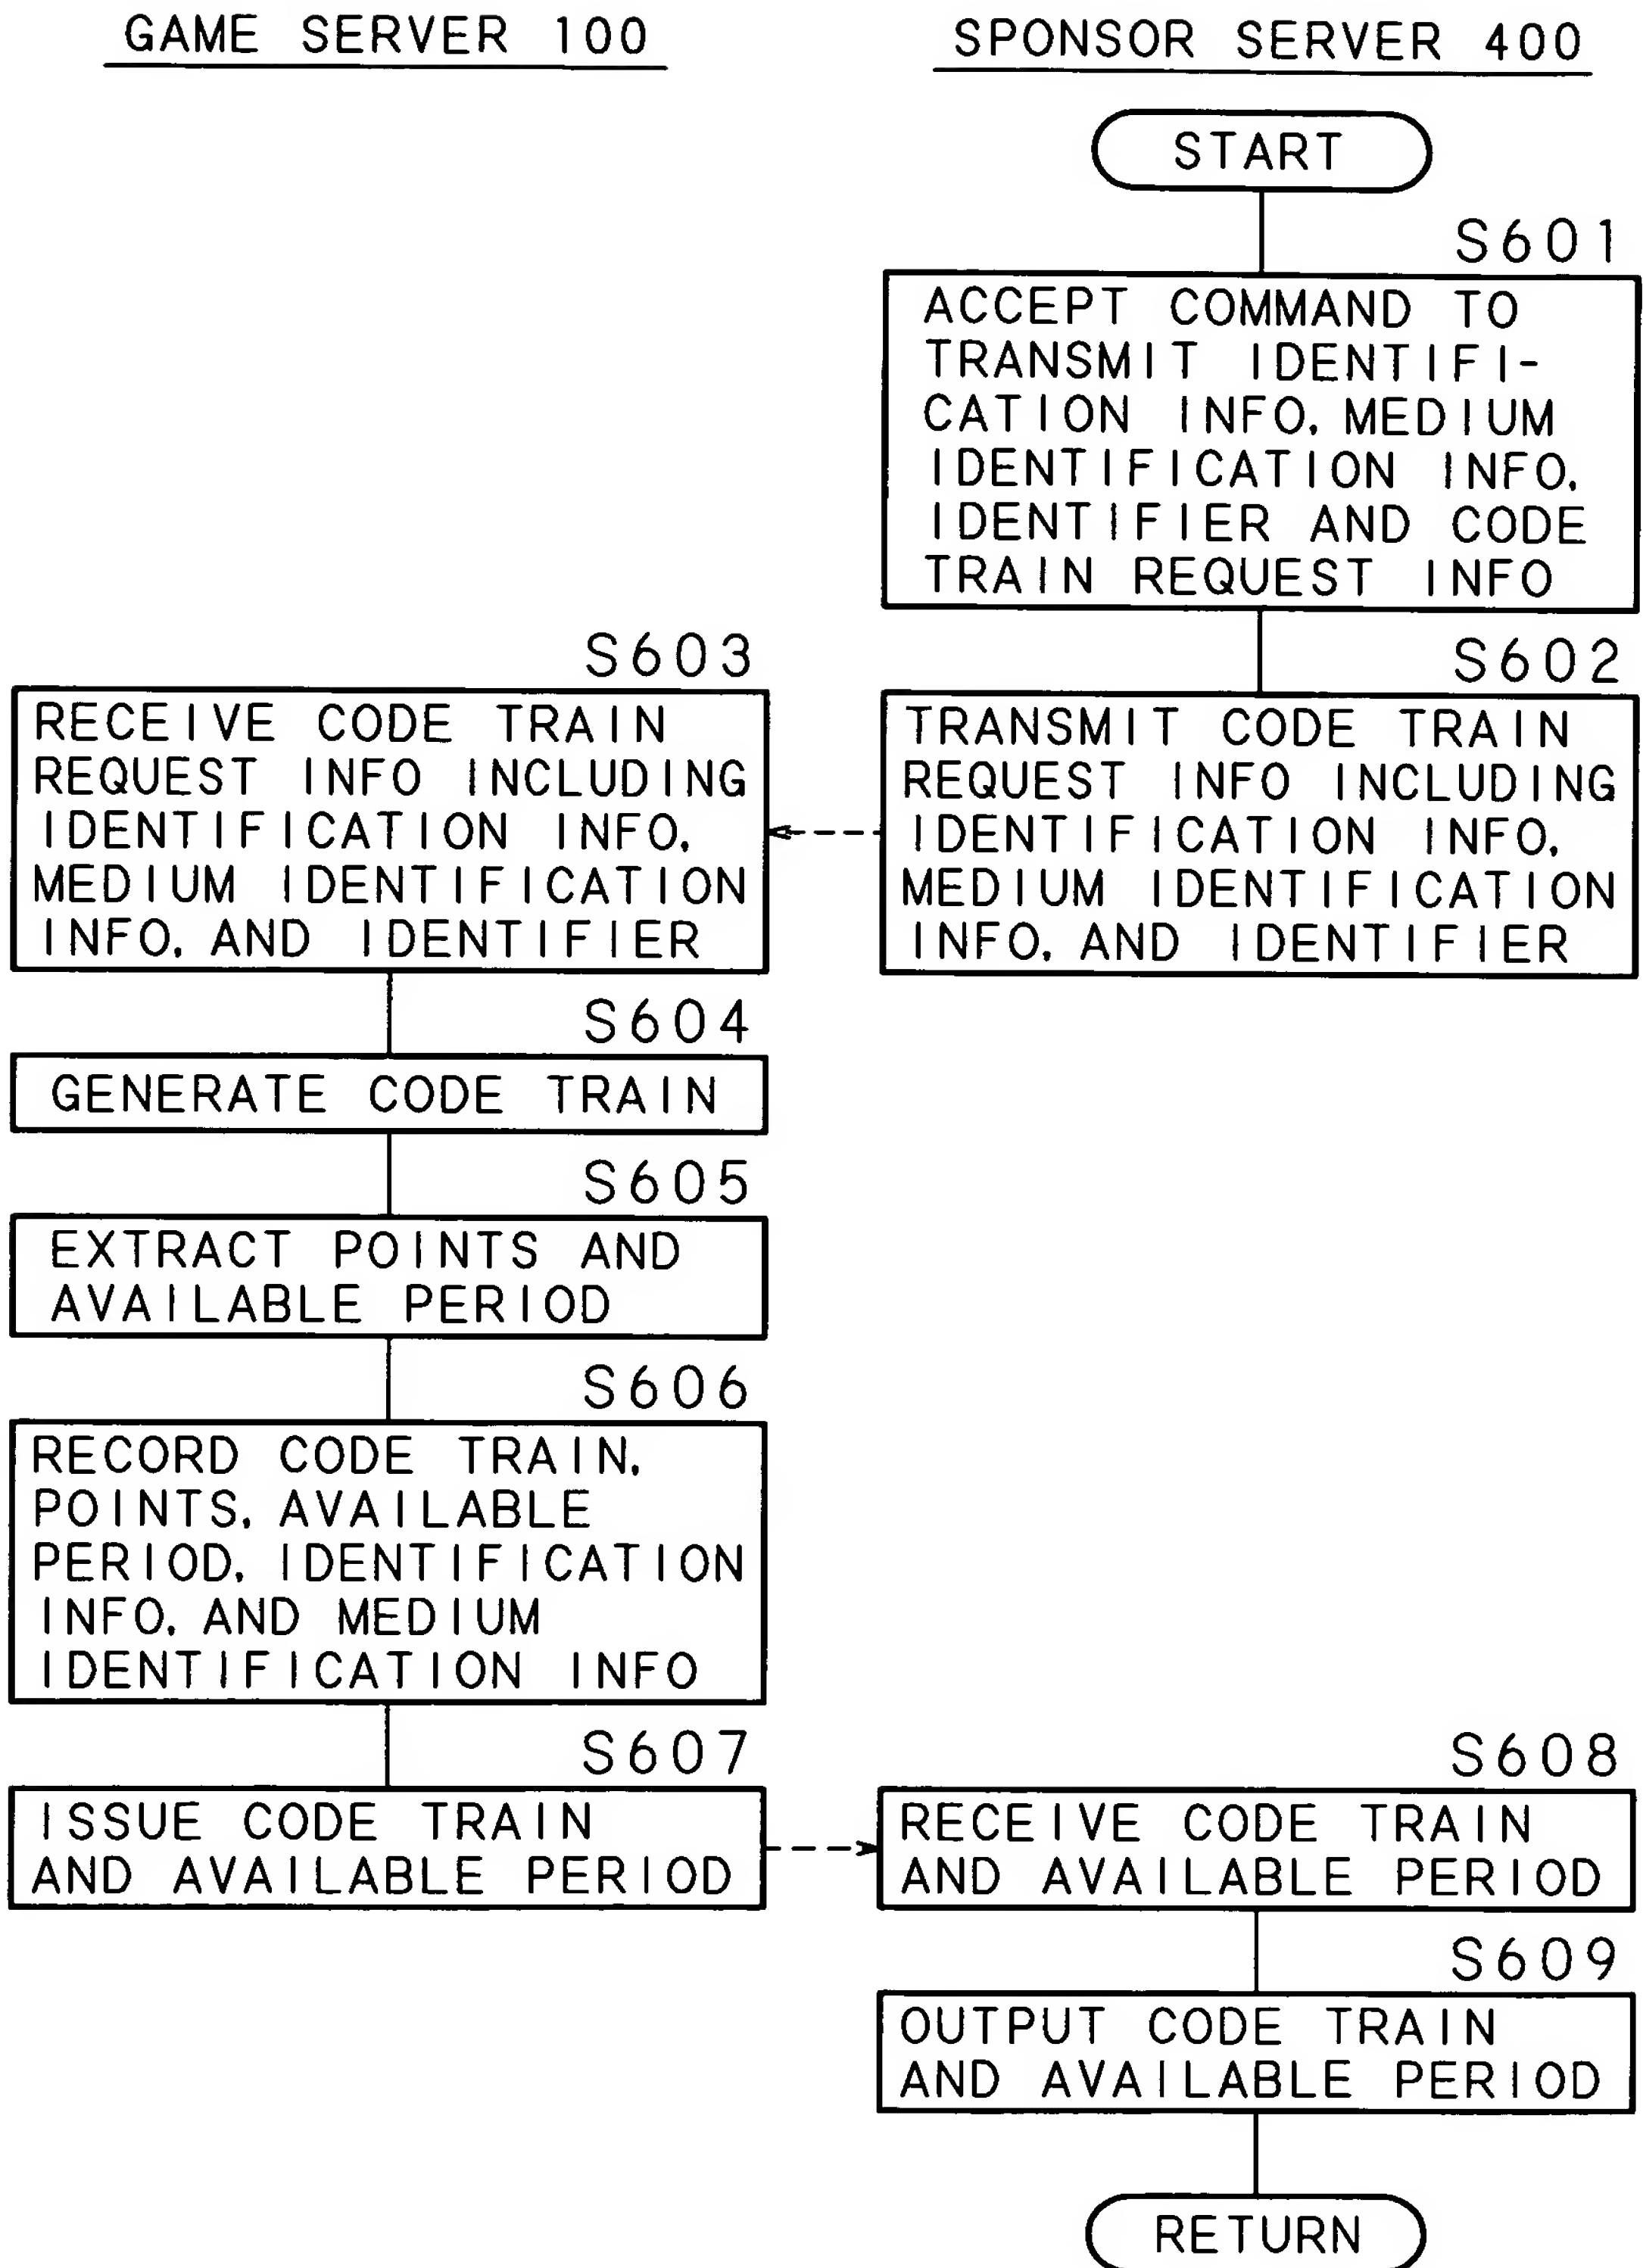 GAME SERVER 100
SPONSOR SERVER 400
START
S601
ACCEPT COMMAND TO
TRANSMIT IDENTIFI-
CATION INFO, MEDIUM
IDENTIFICATION INFO,
IDENTIFIER AND CODE
TRAIN REQUEST INFO
S602
TRANSMIT CODE TRAIN
REQUEST INFO INCLUDING
IDENTIFICATION INFO,
MEDIUM IDENTIFICATION
INFO, AND IDENTIFIER
S603
RECEIVE CODE TRAIN
REQUEST INFO INCLUDING
IDENTIFICATION INFO,
MEDIUM IDENTIFICATION
INFO, AND IDENTIFIER
S604
GENERATE CODE TRAIN
S605
EXTRACT POINTS AND
AVAILABLE PERIOD
S606
RECORD CODE TRAIN,
POINTS, AVAILABLE
PERIOD, IDENTIFICATION
INFO, AND MEDIUM
IDENTIFICATION INFO
S607
ISSUE CODE TRAIN
AND AVAILABLE PERIOD
S608
RECEIVE CODE TRAIN
AND AVAILABLE PERIOD
S609
OUTPUT CODE TRAIN
AND AVAILABLE PERIOD
RETURN